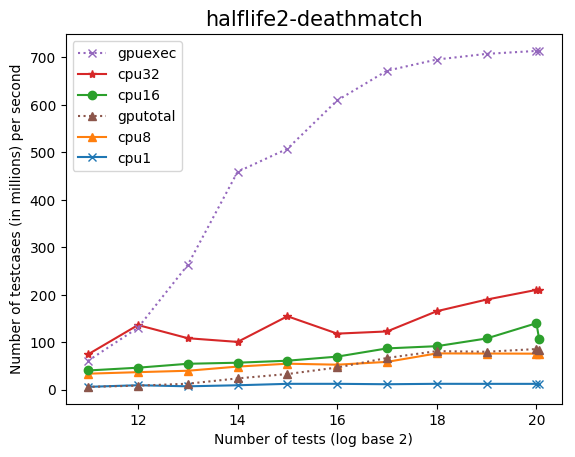 halflife2-deathmatch
gpuexec
cpu32
cpu16
gputotal
cpu8
cpu1
Number of testcases (in millions) per second
700
600
500
400
300
200
100
0
12
14
16
18
20
Number of tests (log base 2)